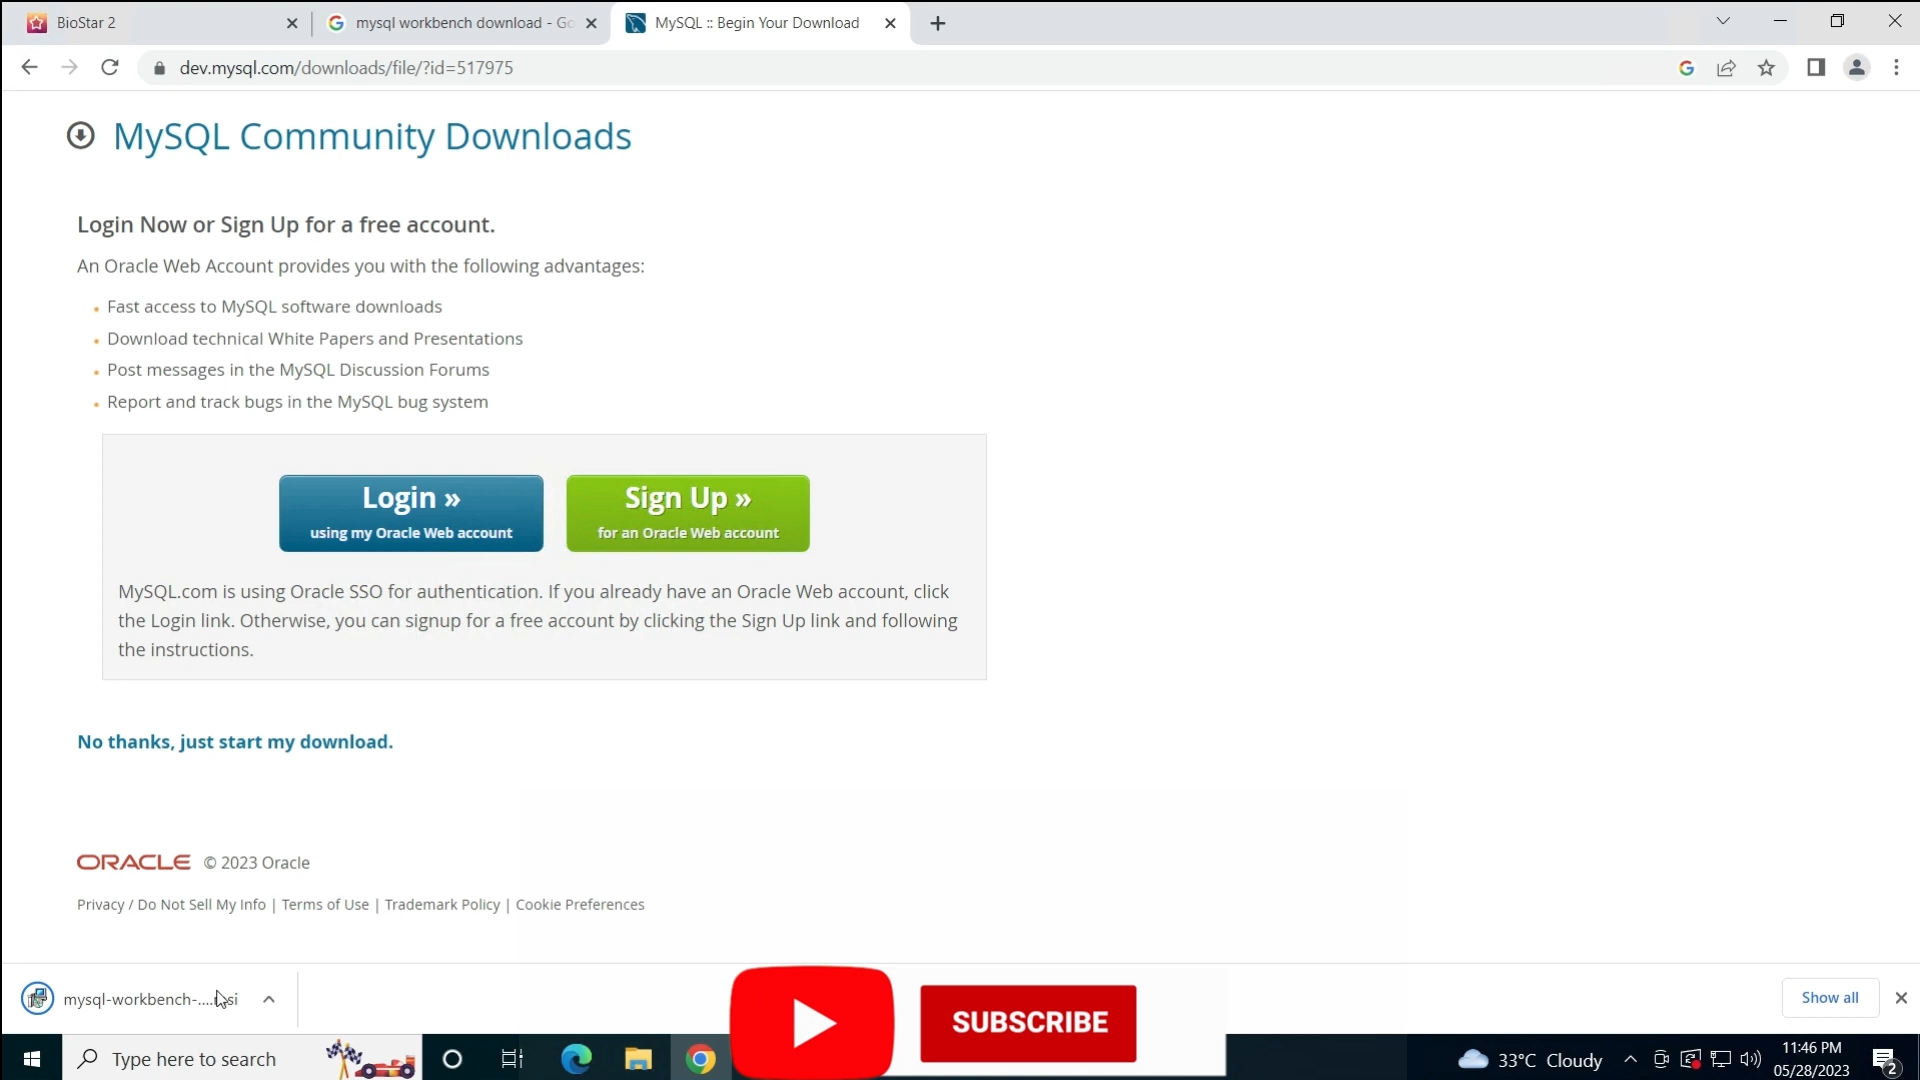 BioStar 2
mysql workbench download - Go
MySQL :: Begin Your Download
dev.mysql.com/downloads/file/?id=517975
MySQL Community Downloads
Login Now or Sign Up for a free account.
An Oracle Web Account provides you with the following advantages:
Fast access to MySQL software downloads
Download technical White Papers and Presentations
Post messages in the MySQL Discussion Forums
Report and track bugs in the MySQL bug system
Login »
using my Oracle Web account
Sign Up »
for an Oracle Web account
MySQL.com is using Oracle SSO for authentication. If you already have an Oracle Web account, click
the Login link. Otherwise, you can signup for a free account by clicking the Sign Up link and following
the instructions.
No thanks, just start my download.
ORACLE © 2023 Oracle
Privacy / Do Not Sell My Info | Terms of Use | Trademark Policy | Cookie Preferences
mysql-workbench-....
Show all
SUBSCRIBE
Type here to search
33°C Cloudy
11:46 PM
05/28/2023
2